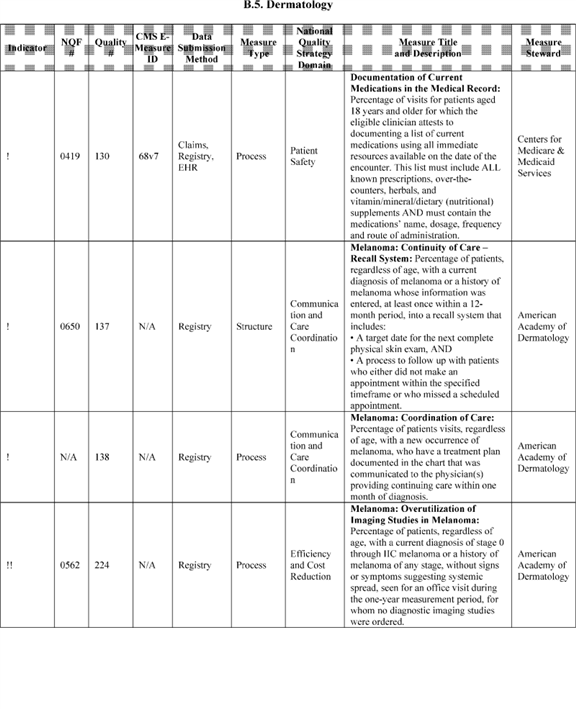 B.5. Dermatology
Indicator
NQF
#
Quality
#
CMS E-
Measure
ID
Data
Submission
Method
Measure
Type
National
Quality
Strategy
Domain
Measure Title
and Description
Measure
Steward
!
0419
130
68v7
Claims,
Registry,
EHR
Process
Patient
Safety
Documentation of Current
Medications in the Medical Record:
Percentage of visits for patients aged
18 years and older for which the
eligible clinician attests to
documenting a list of current
medications using all immediate
resources available on the date of the
encounter. This list must include ALL
known prescriptions, over-the-
counters, herbals, and
vitamin/mineral/dietary (nutritional)
supplements AND must contain the
medications' name, dosage, frequency
and route of administration.
Centers for
Medicare &
Medicaid
Services
!
0650
137
N/A
Registry
Structure
Communica
tion and
Care
Coordinatio
n
Melanoma: Continuity of Care –
Recall System: Percentage of patients,
regardless of age, with a current
diagnosis of melanoma or a history of
melanoma whose information was
entered, at least once within a 12-
month period, into a recall system that
includes:
• A target date for the next complete
physical skin exam, AND
• A process to follow up with patients
who either did not make an
appointment within the specified
timeframe or who missed a scheduled
appointment.
American
Academy of
Dermatology
!
N/A
138
N/A
Registry
Process
Communica
tion and
Care
Coordinatio
n
Melanoma: Coordination of Care:
Percentage of patients visits, regardless
of age, with a new occurrence of
melanoma, who have a treatment plan
documented in the chart that was
communicated to the physician(s)
providing continuing care within one
month of diagnosis.
American
Academy of
Dermatology
!!
0562
224
N/A
Registry
Process
Efficiency
and Cost
Reduction
Melanoma: Overutilization of
Imaging Studies in Melanoma:
Percentage of patients, regardless of
age, with a current diagnosis of stage 0
through IIC melanoma or a history of
melanoma of any stage, without signs
or symptoms suggesting systemic
spread, seen for an office visit during
the one-year measurement period, for
whom no diagnostic imaging studies
were ordered.
American
Academy of
Dermatology